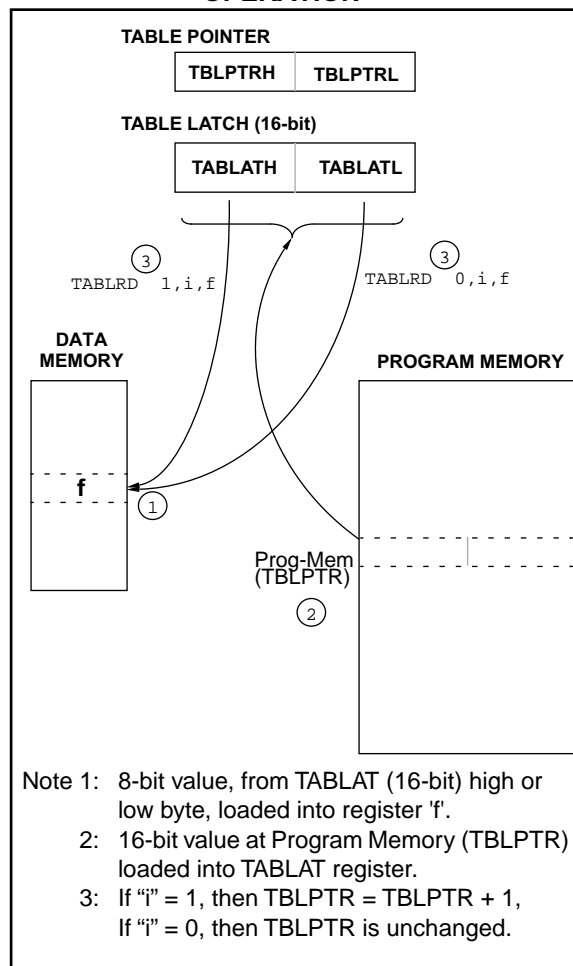 TABLE POINTER
TBLPTRH TBLPTRL
TABLE LATCH (16-bit)
TABLATH TABLATL
3
TABLRD 1,i,f
3
TABLRD 0,i,f
DATA
MEMORY
PROGRAM MEMORY
f
1
Prog-Mem
(TBLPTR)
2
Note 1: 8-bit value, from TABLAT (16-bit) high or
low byte, loaded into register 'f'.
2: 16-bit value at Program Memory (TBLPTR)
loaded into TABLAT register.
3: If “i” = 1, then TBLPTR = TBLPTR + 1,
If “i” = 0, then TBLPTR is unchanged.